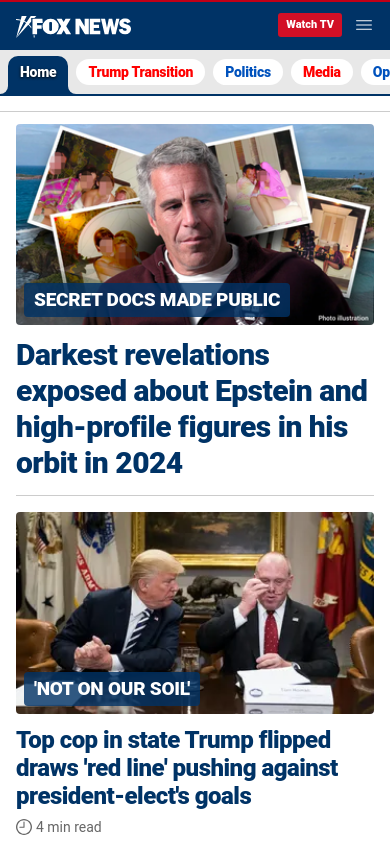 FOX NEWS
Watch TV
Home
Trump Transition
Politics
Media
Op
SECRET DOCS MADE PUBLIC
Photo illustration
Darkest revelations
exposed about Epstein and
high-profile figures in his
orbit in 2024
'NOT ON OUR SOIL'
Top cop in state Trump flipped
draws 'red line' pushing against
president-elect's goals
4 min read